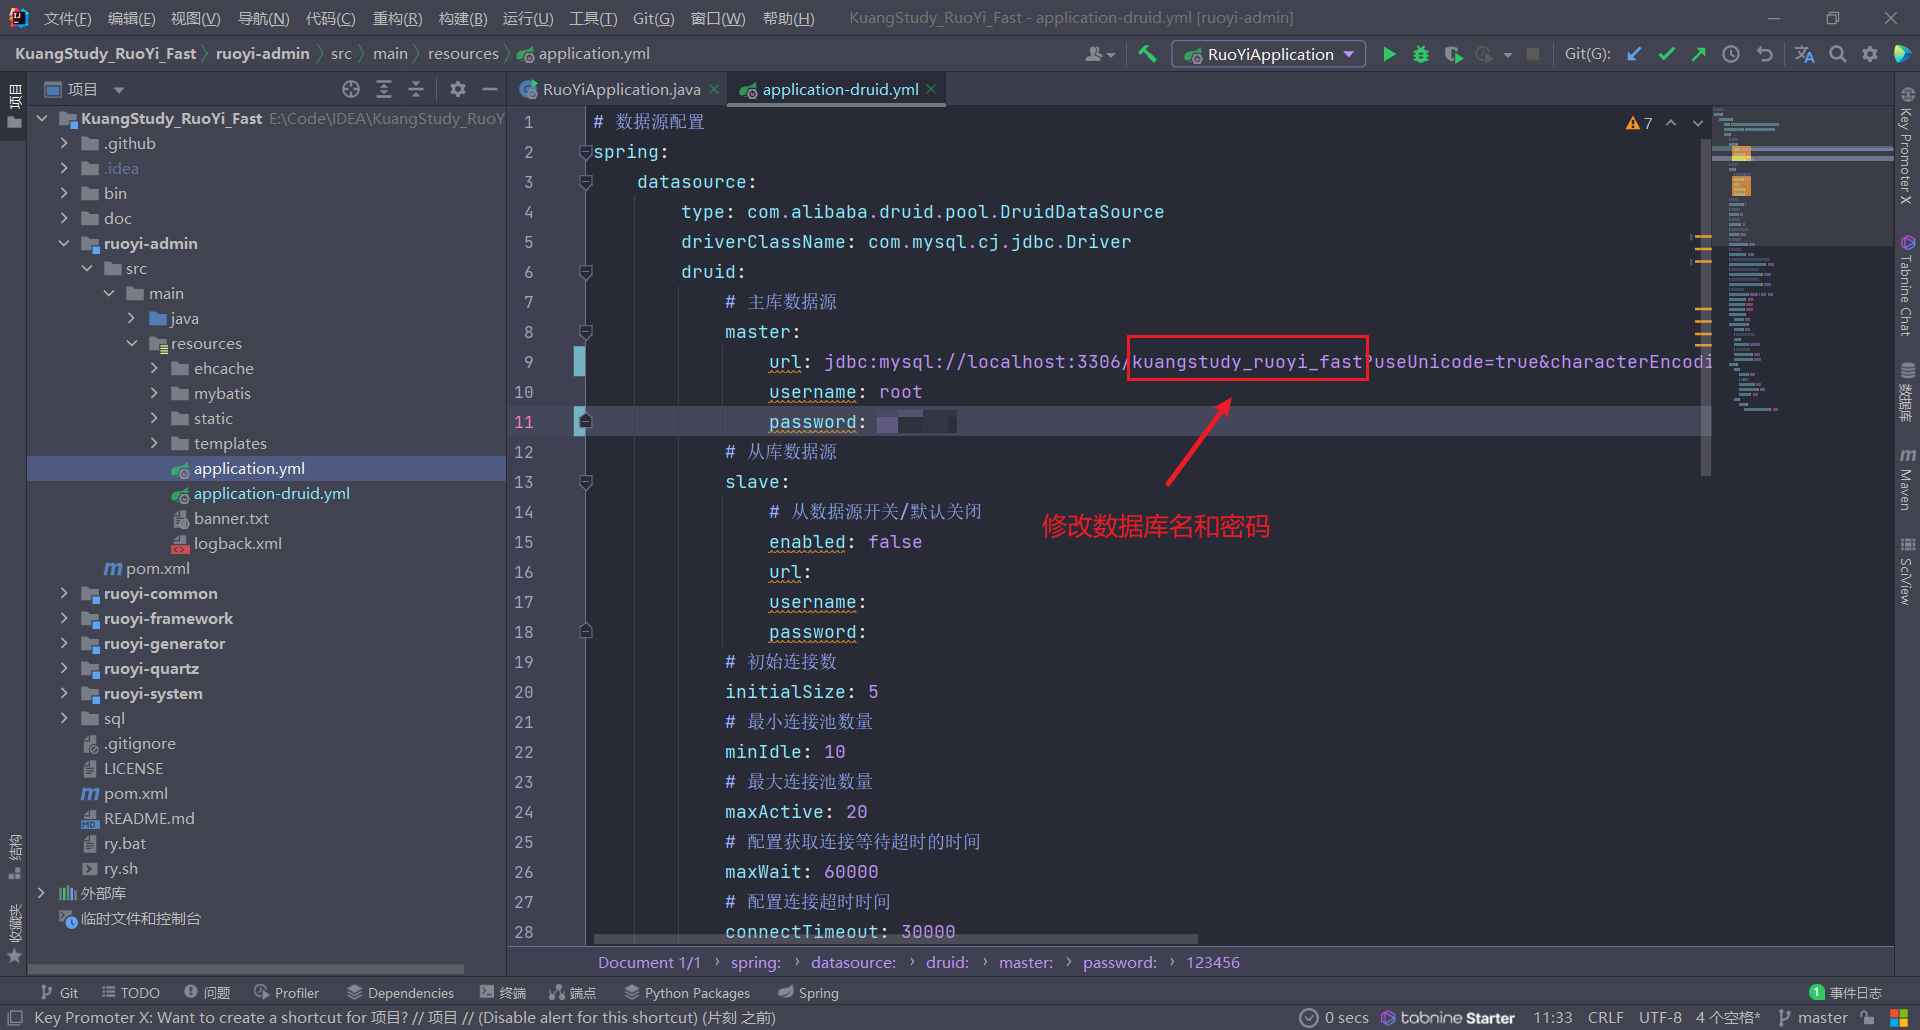 文件(F) 编辑(E) 视图(V) 导航(N) 代码(C) 重构(R) 构建(B) 运行(U) 工具(T) Git(G) 窗口(W) 帮助(H) KuangStudy_RuoYi_Fast - application-druid.yml [ruoyi-admin]
KuangStudy_RuoYi_Fast ruoyi-admin src main resources application.yml RuoYiApplication Git(G):
项目
项目
KuangStudy_RuoYi_Fast E:\Code\IDEA\KuangStudy_RuoY
.github
.idea
bin
doc
ruoyi-admin
src
main
java
resources
ehcache
mybatis
static
templates
application.yml
application-druid.yml
banner.txt
logback.xml
pom.xml
ruoyi-common
ruoyi-framework
ruoyi-generator
ruoyi-quartz
ruoyi-system
sql
.gitignore
LICENSE
pom.xml
README.md
ry.bat
ry.sh
外部库
临时文件和控制台
结构
收藏夹
RuoYiApplication.java application-druid.yml
7
1 # 数据源配置
2 spring:
3 datasource:
4 type: com.alibaba.druid.pool.DruidDataSource
5 driverClassName: com.mysql.cj.jdbc.Driver
6 druid:
7 # 主库数据源
8 master:
9 url: jdbc:mysql://localhost:3306/kuangstudy_ruoyi_fast?useUnicode=true&characterEncodi
10 username: root
11 password:
12 # 从库数据源
13 slave:
14 # 从数据源开关/默认关闭
15 enabled: false
16 url:
17 username:
18 password:
19 # 初始连接数
20 initialSize: 5
21 # 最小连接池数量
22 minIdle: 10
23 # 最大连接池数量
24 maxActive: 20
25 # 配置获取连接等待超时的时间
26 maxWait: 60000
27 # 配置连接超时时间
28 connectTimeout: 30000
修改数据库名和密码
Key Promoter X
Tabnine Chat
数据库
Maven
SciView
Document 1/1 › spring: › datasource: › druid: › master: › password: › 123456
Git TODO 问题 Profiler Dependencies 终端 端点 Python Packages Spring 1 事件日志
Key Promoter X: Want to create a shortcut for 项目? // 项目 // (Disable alert for this shortcut) (片刻 之前) 0 secs tabnine Starter 11:33 CRLF UTF-8 4 个空格* master